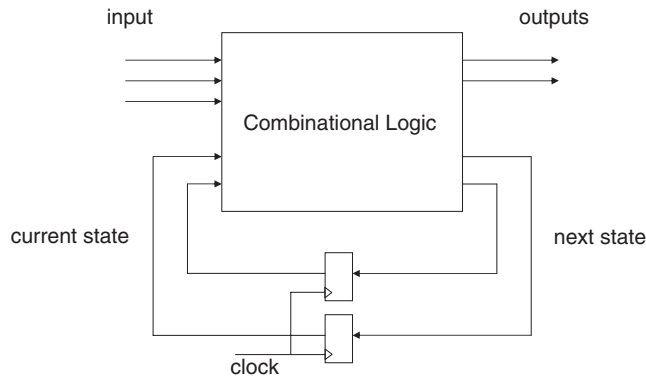 input
outputs
Combinational Logic
current state
next state
clock